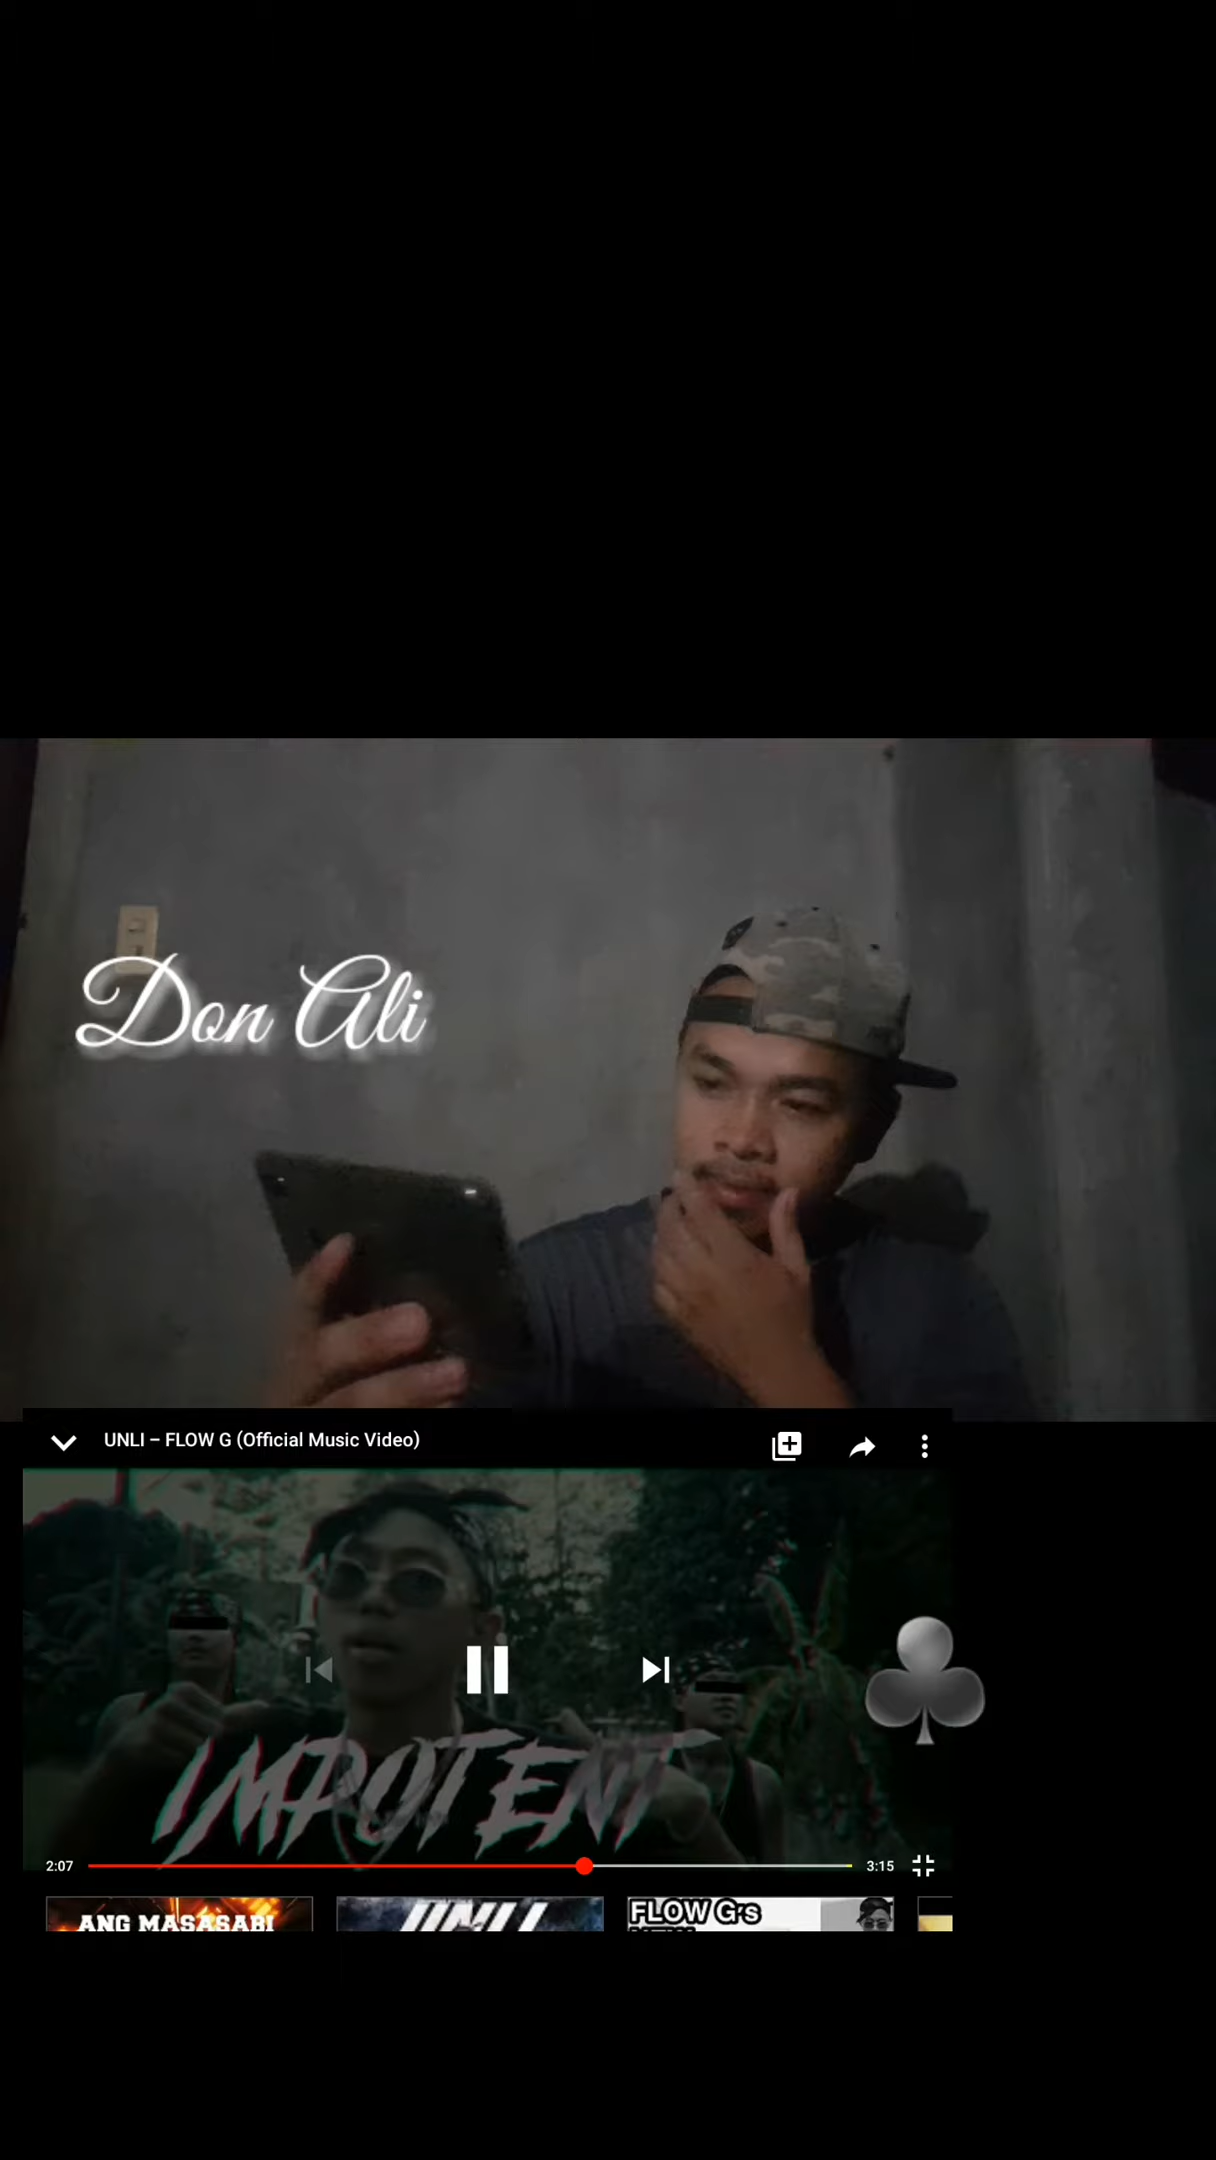 Don Ali
UNLI – FLOW G (Official Music Video)
IMPOTENT
2:07
3:15
ANG MASASABI
UNLI
FLOW G's